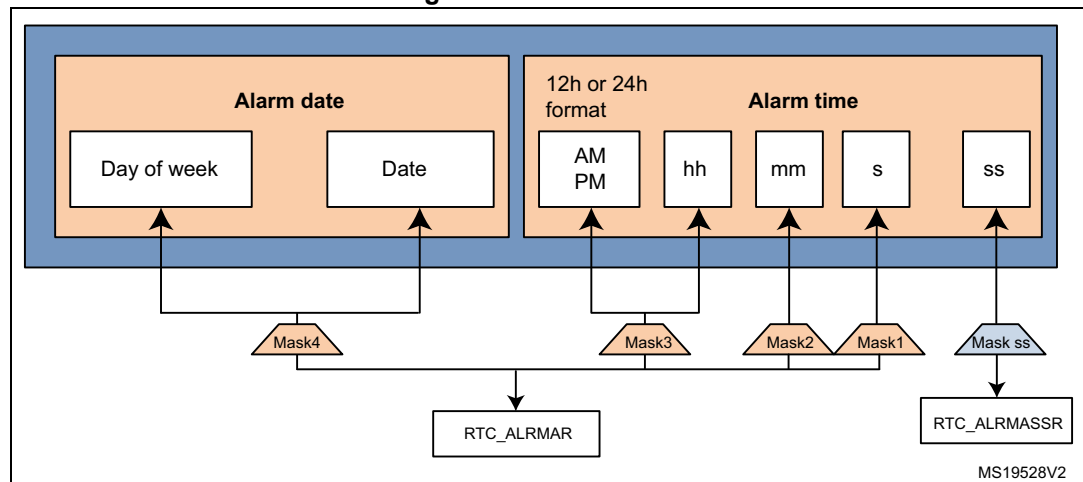 Alarm date
12h or 24h
format
Alarm time
Day of week
Date
AM
PM
hh
mm
s
ss
Mask4
Mask3
Mask2
Mask1
Mask ss
RTC_ALRMAR
RTC_ALRMASSR
MS19528V2